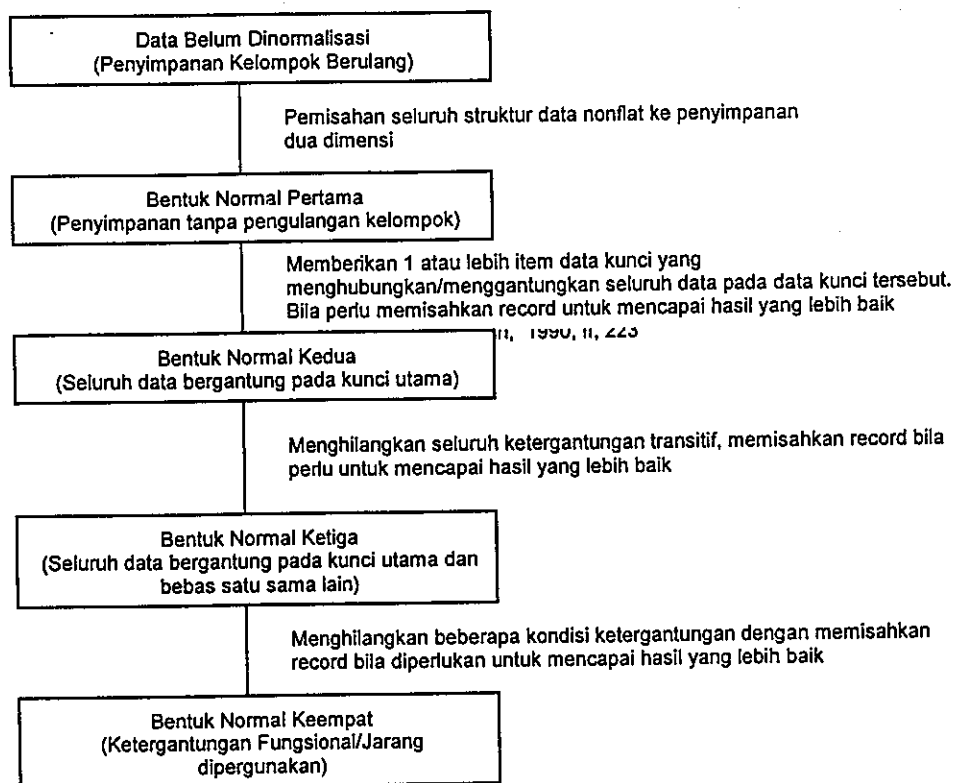 Data Belum Dinormalisasi
(Penyimpanan Kelompok Berulang)
Pemisahan seluruh struktur data nonflat ke penyimpanan
dua dimensi
Bentuk Normal Pertama
(Penyimpanan tanpa pengulangan kelompok)
Memberikan 1 atau lebih item data kunci yang
menghubungkan/menggantungkan seluruh data pada data kunci tersebut.
Bila perlu memisahkan record untuk mencapai hasil yang lebih baik
1990, II, 223
Bentuk Normal Kedua
(Seluruh data bergantung pada kunci utama)
Menghilangkan seluruh ketergantungan transitif, memisahkan record bila
perlu untuk mencapai hasil yang lebih baik
Bentuk Normal Ketiga
(Seluruh data bergantung pada kunci utama dan
bebas satu sama lain)
Menghilangkan beberapa kondisi ketergantungan dengan memisahkan
record bila diperlukan untuk mencapai hasil yang lebih baik
Bentuk Normal Keempat
(Ketergantungan Fungsional/Jarang
dipergunakan)